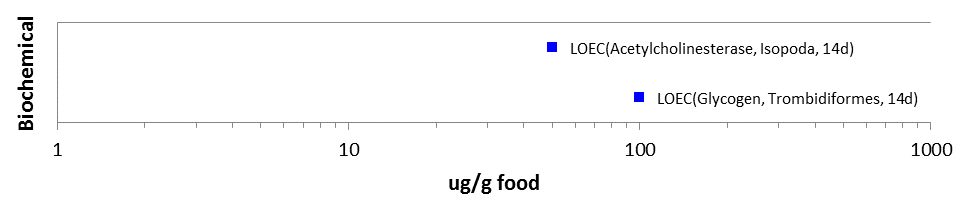 Biochemical
LOEC(Acetylcholinesterase, Isopoda, 14d)
LOEC(Glycogen, Trombidiformes, 14d)
1 10 100 1000
ug/g food